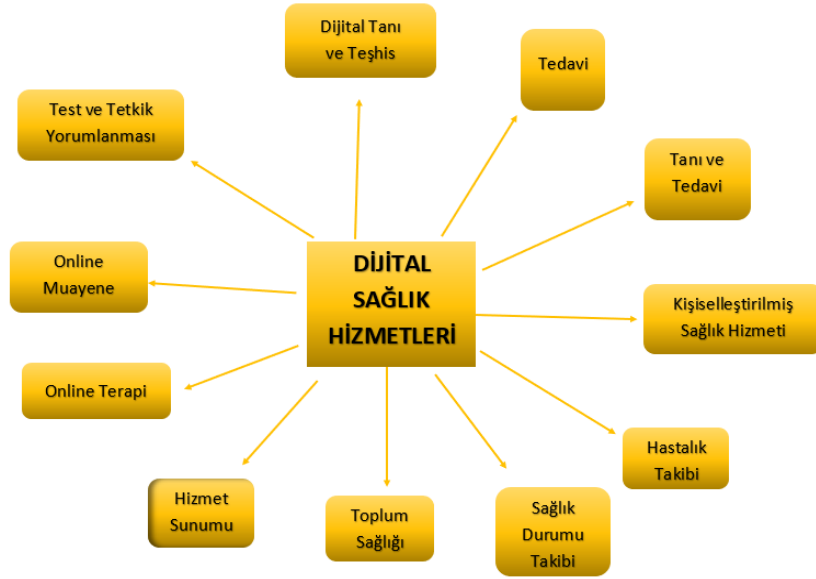 Dijital Tanı
ve Teşhis
Tedavi
Test ve Tetkik
Yorumlanması
Tanı ve
Tedavi
Online
Muayene
DİJİTAL
SAĞLIK
HİZMETLERİ
Kişiselleştirilmiş
Sağlık Hizmeti
Online Terapi
Hastalık
Takibi
Hizmet
Sunumu
Toplum
Sağlığı
Sağlık
Durumu
Takibi